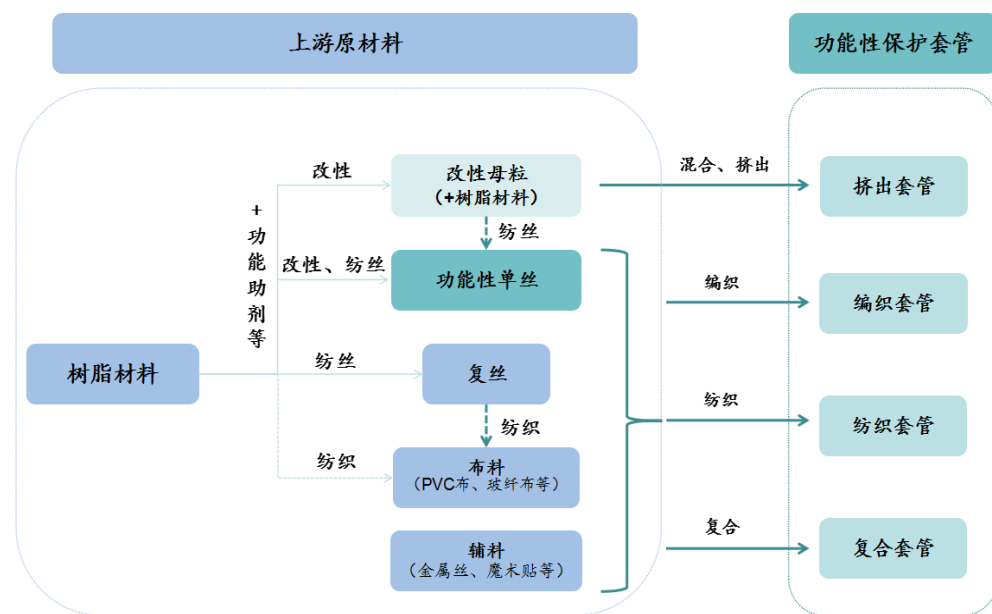 上游原材料
功能性保护套管
改性
改性母粒
（+树脂材料）
混合、挤出
挤出套管
+功能助剂等
纺丝
改性、纺丝
功能性单丝
编织
编织套管
树脂材料
纺丝
复丝
纺织
纺织
纺织套管
纺织
布料
（PVC布、玻纤布等）
辅料
（金属丝、魔术贴等）
复合
复合套管